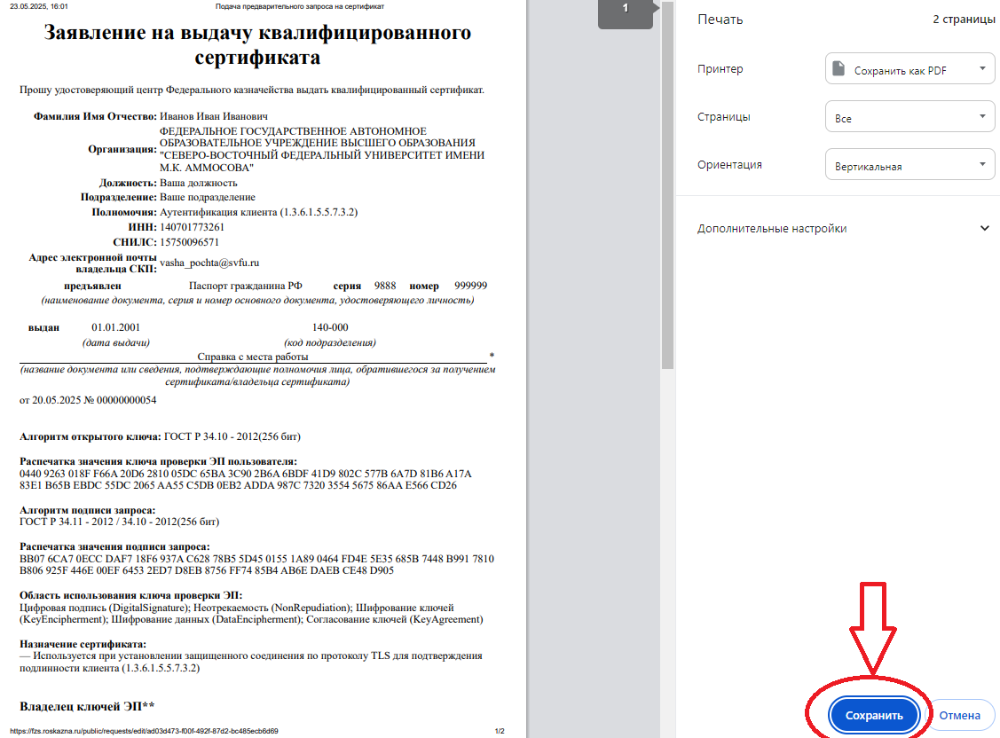 23.05.2025, 16:01 Подача предварительного запроса на сертификат
Заявление на выдачу квалифицированного
сертификата
Прошу удостоверяющий центр Федерального казначейства выдать квалифицированный сертификат.
Фамилия Имя Отчество: Иванов Иван Иванович
Организация: ФЕДЕРАЛЬНОЕ ГОСУДАРСТВЕННОЕ АВТОНОМНОЕ
ОБРАЗОВАТЕЛЬНОЕ УЧРЕЖДЕНИЕ ВЫСШЕГО ОБРАЗОВАНИЯ
"СЕВЕРО-ВОСТОЧНЫЙ ФЕДЕРАЛЬНЫЙ УНИВЕРСИТЕТ ИМЕНИ
М.К. АММОСОВА"
Должность: Ваша должность
Подразделение: Ваше подразделение
Полномочия: Аутентификация клиента (1.3.6.1.5.5.7.3.2)
ИНН: 140701773261
СНИЛС: 15750096571
Адрес электронной почты
владельца СКП: vasha_pochta@svfu.ru
предъявлен Паспорт гражданина РФ серия 9888 номер 999999
(наименование документа, серия и номер основного документа, удостоверяющего личность)
выдан 01.01.2001 140-000
(дата выдачи) (код подразделения)
Справка с места работы *
(название документа или сведения, подтверждающие полномочия лица, обратившегося за получением
сертификата/владельца сертификата)
от 20.05.2025 № 00000000054
Алгоритм открытого ключа: ГОСТ Р 34.10 - 2012(256 бит)
Распечатка значения ключа проверки ЭП пользователя:
0440 9263 018F F66A 20D6 2810 05DC 65BA 3C90 2B6A 6BDF 41D9 802C 577B 6A7D 81B6 A17A
83E1 B65B EBDC 55DC 2065 AA55 C5DB 0EB2 ADDA 987C 7320 3554 5675 86AA E566 CD26
Алгоритм подписи запроса:
ГОСТ Р 34.11 - 2012 / 34.10 - 2012(256 бит)
Распечатка значения подписи запроса:
BB07 6CA7 0ECC DAF7 18F6 937A C628 78B5 5D45 0155 1A89 0464 FD4E 5E35 685B 7448 B991 7810
B806 925F 446E 00EF 6453 2ED7 D8EB 8756 FF74 85B4 AB6E DAEB CE48 D905
Область использования ключа проверки ЭП:
Цифровая подпись (DigitalSignature); Неотрекаемость (NonRepudiation); Шифрование ключей
(KeyEncipherment); Шифрование данных (DataEncipherment); Согласование ключей (KeyAgreement)
Назначение сертификата:
— Используется при установлении защищенного соединения по протоколу TLS для подтверждения
подлинности клиента (1.3.6.1.5.5.7.3.2)
Владелец ключей ЭП**
https://fzs.roskazna.ru/public/requests/edit/ad03d473-f00f-492f-87d2-bc485ecb6d69 1/2
1
Печать 2 страницы
Принтер Сохранить как PDF
Страницы Все
Ориентация Вертикальная
Дополнительные настройки
Сохранить Отмена